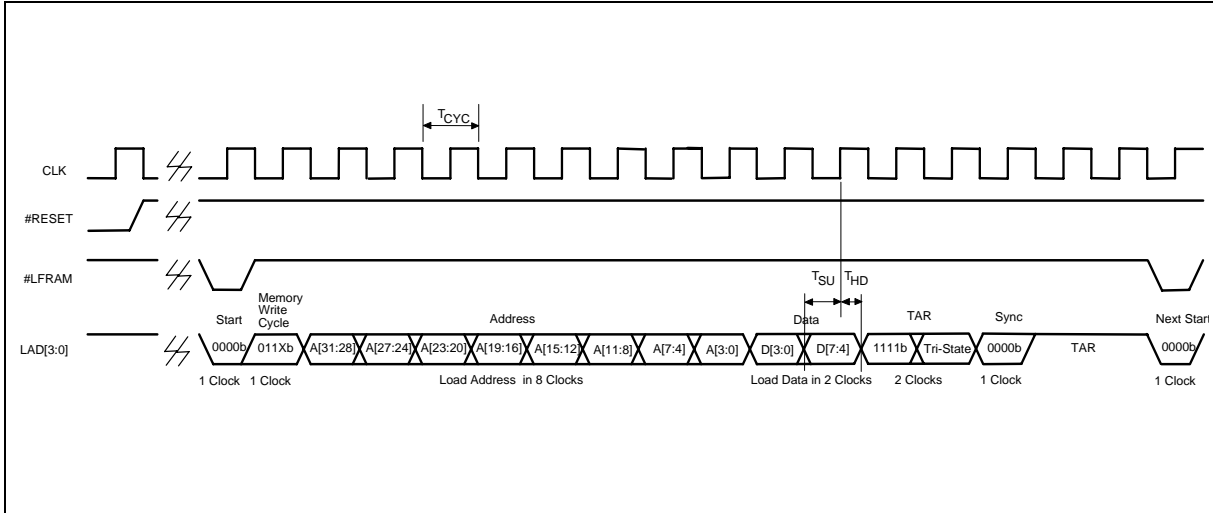 TCYC
CLK
#RESET
#LFRAM
TSU THD
Memory
Write
Cycle
Start Address Data TAR Sync Next Start
LAD[3:0] 0000b 011Xb A[31:28] A[27:24] A[23:20] A[19:16] A[15:12] A[11:8] A[7:4] A[3:0] D[3:0] D[7:4] 1111b Tri-State 0000b TAR 0000b
1 Clock 1 Clock Load Address in 8 Clocks Load Data in 2 Clocks 2 Clocks 1 Clock 1 Clock